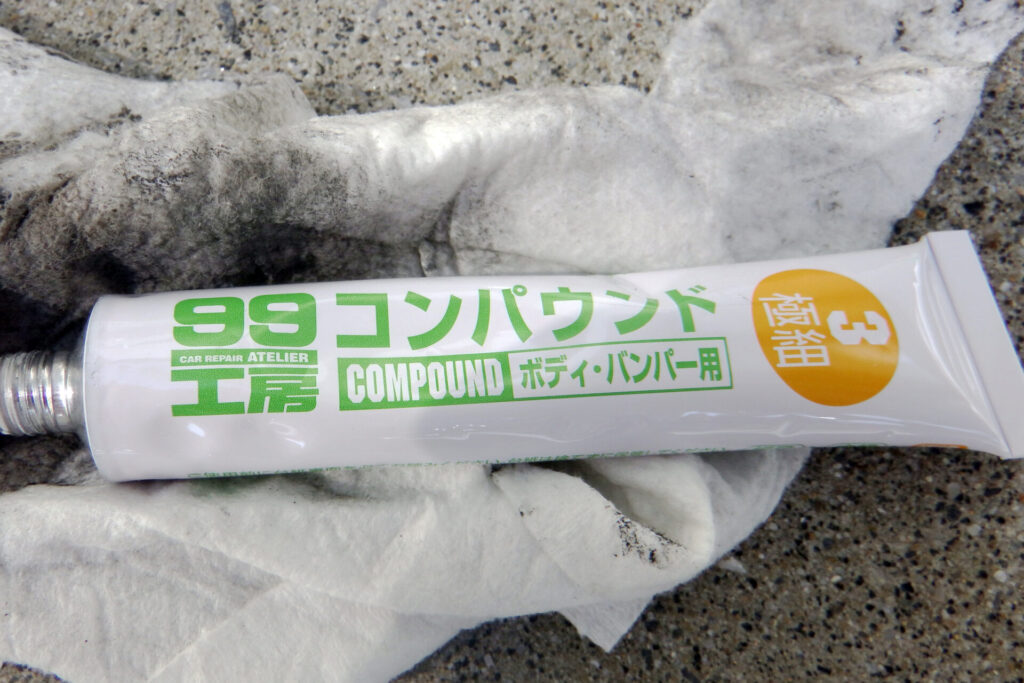 99
CAR REPAIR ATELIER
工房
コンパウンド
COMPOUND ボディ・バンパー用
3
極細